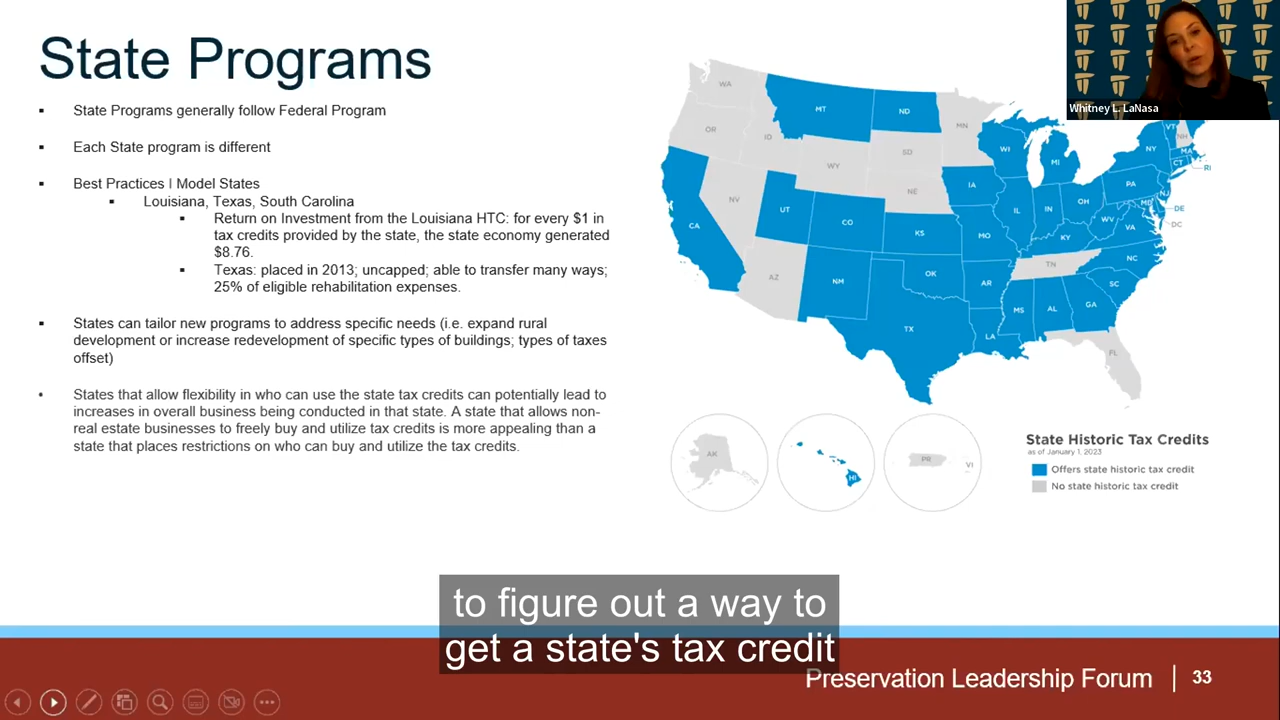 State Programs
State Programs generally follow Federal Program
Each State program is different
Best Practices | Model States
Louisiana, Texas, South Carolina
Return on Investment from the Louisiana HTC: for every $1 in
tax credits provided by the state, the state economy generated
$8.76.
Texas: placed in 2013; uncapped; able to transfer many ways;
25% of eligible rehabilitation expenses.
States can tailor new programs to address specific needs (i.e. expand rural
development or increase redevelopment of specific types of buildings; types of taxes
offset)
States that allow flexibility in who can use the state tax credits can potentially lead to
increases in overall business being conducted in that state. A state that allows non-
real estate businesses to freely buy and utilize tax credits is more appealing than a
state that places restrictions on who can buy and utilize the tax credits.
Whitney L. LaNasa
WA
MT
ND
MN
OR
ID
WY
SD
WI
MI
VT
NH
NY
MA
CT
RI
NV
UT
CO
NE
IA
IL
IN
OH
PA
NJ
MD
DE
DC
WV
VA
CA
KS
MO
KY
NC
AZ
NM
OK
AR
TN
SC
TX
LA
MS
AL
GA
FL
AK
HI
PR
VI
State Historic Tax Credits
as of January 1, 2023
Offers state historic tax credit
No state historic tax credit
to figure out a way to
get a state's tax credit
Preservation Leadership Forum | 33